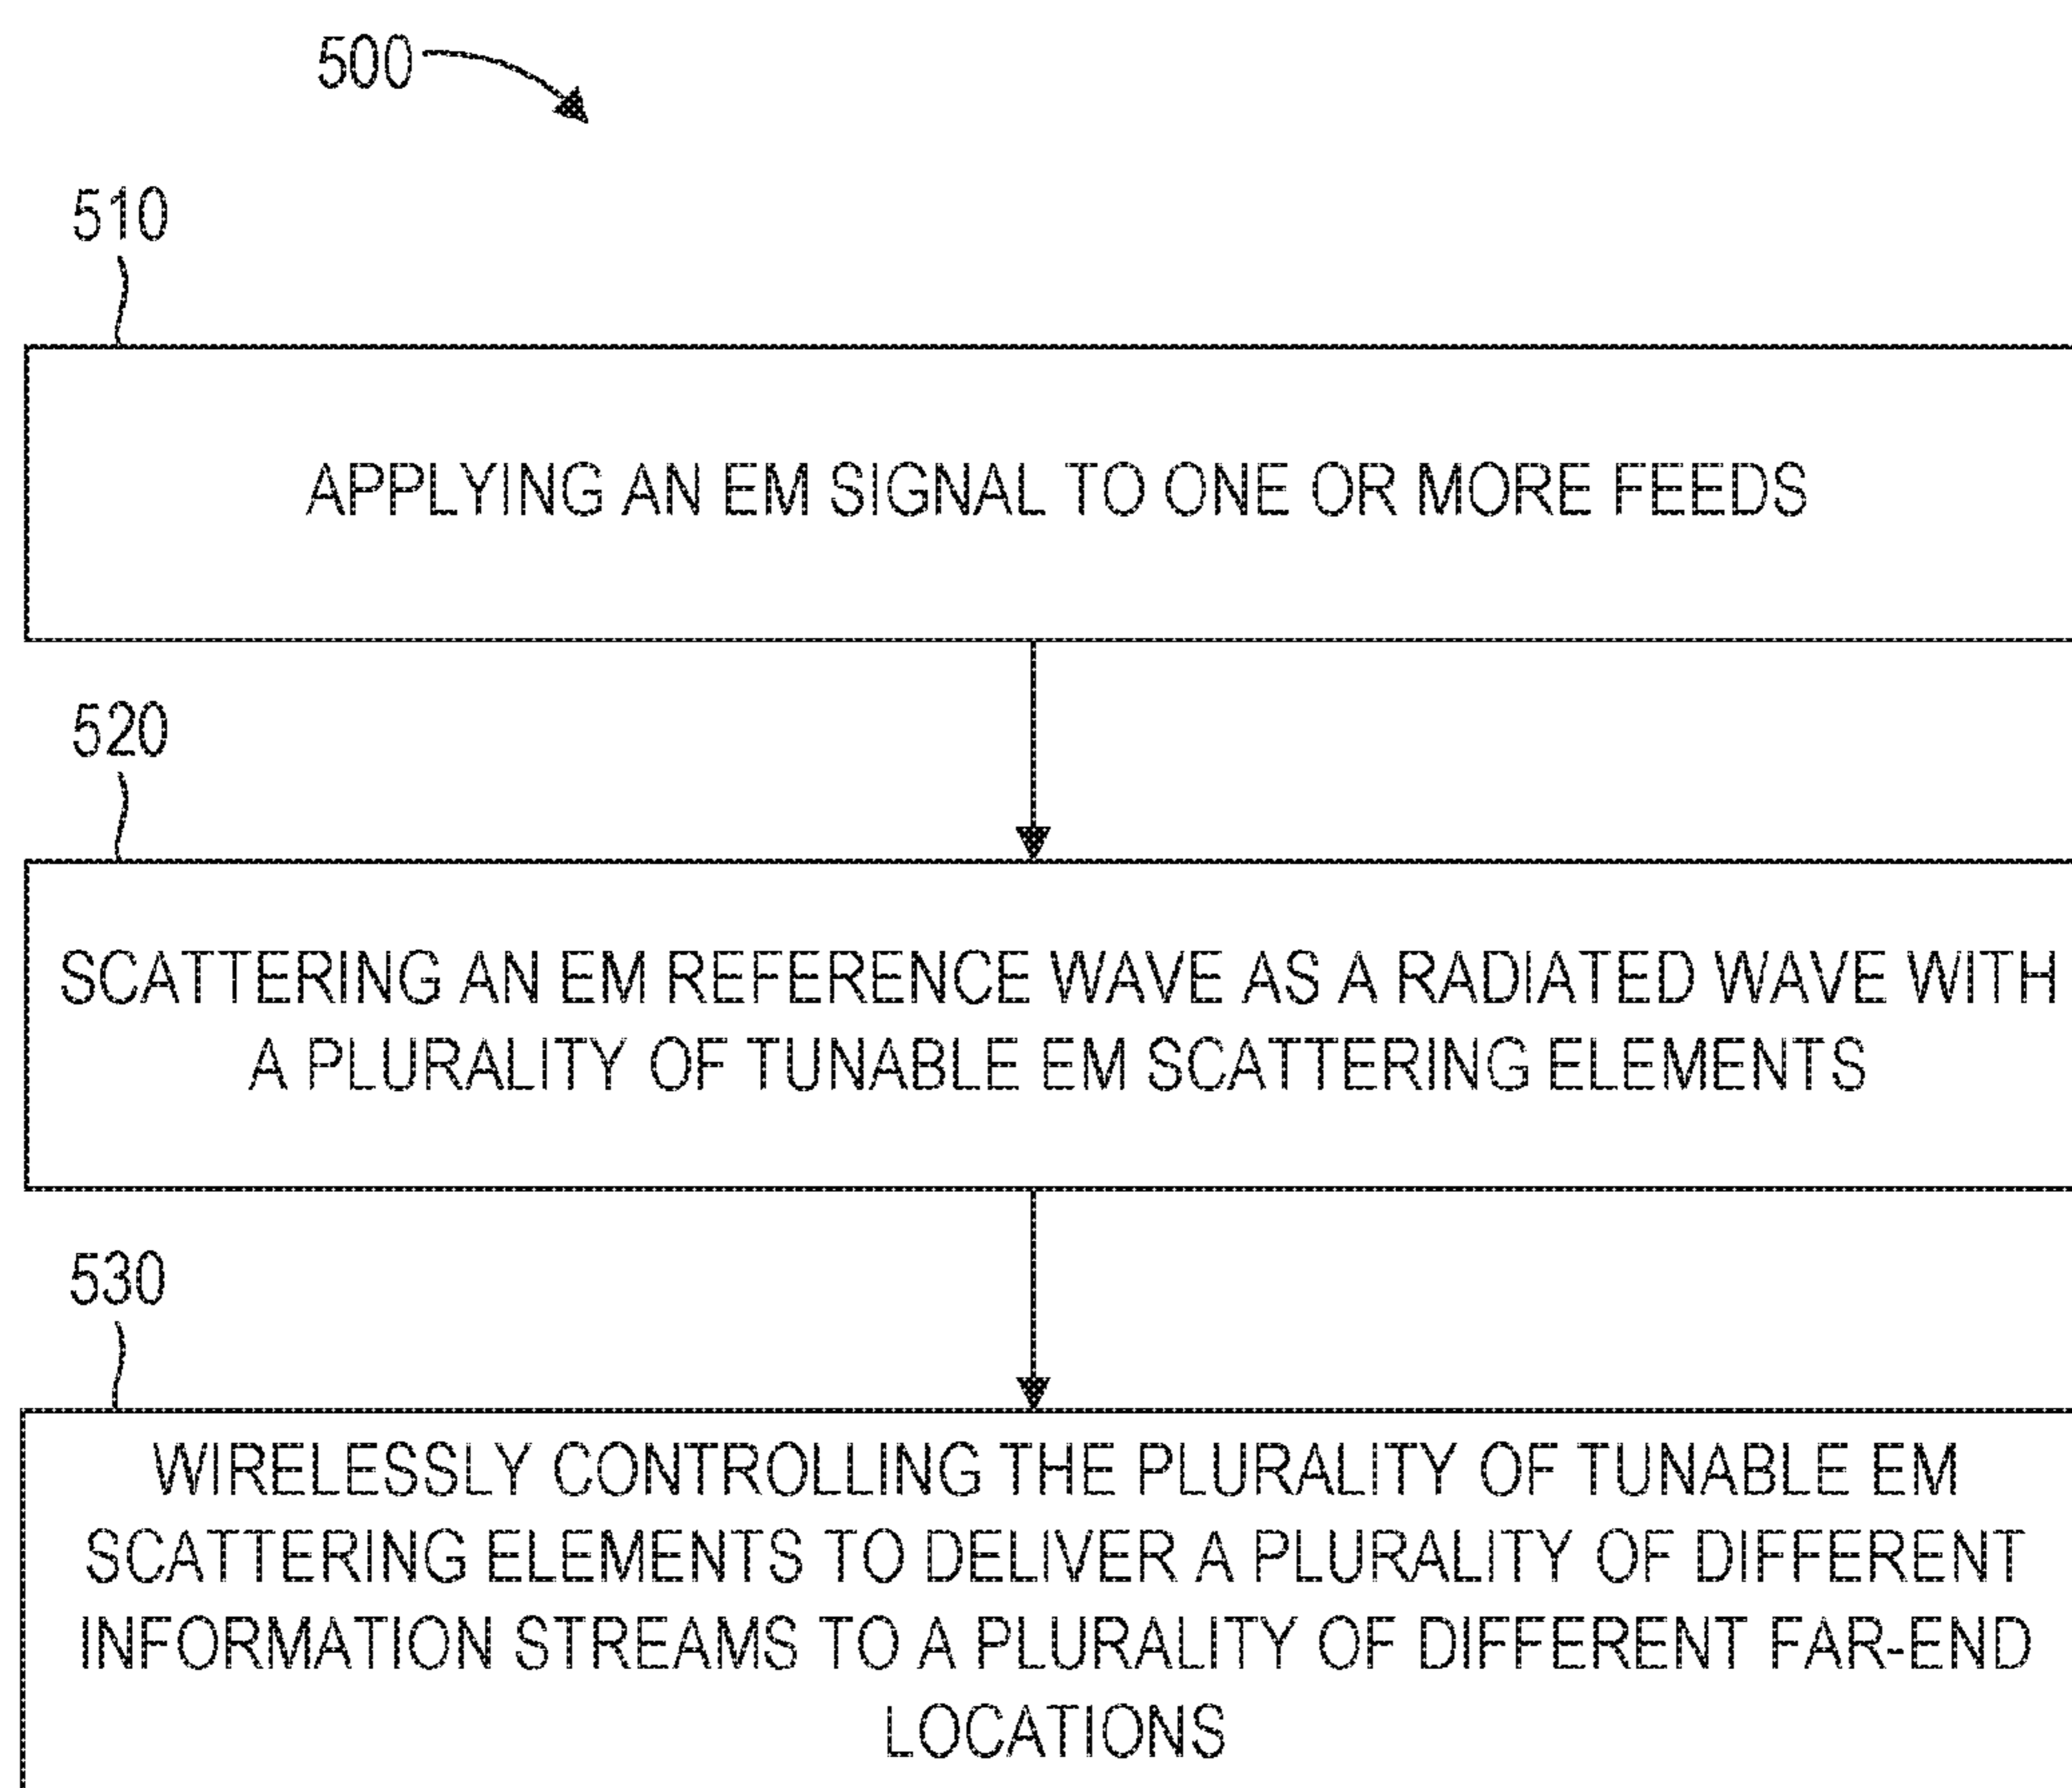 500
510
APPLYING AN EM SIGNAL TO ONE OR MORE FEEDS
520
SCATTERING AN EM REFERENCE WAVE AS A RADIATED WAVE WITH
A PLURALITY OF TUNABLE EM SCATTERING ELEMENTS
530
WIRELESSLY CONTROLLING THE PLURALITY OF TUNABLE EM
SCATTERING ELEMENTS TO DELIVER A PLURALITY OF DIFFERENT
INFORMATION STREAMS TO A PLURALITY OF DIFFERENT FAR-END
LOCATIONS